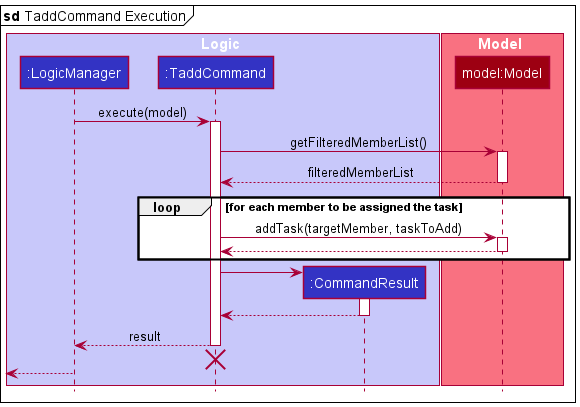 sd TaddCommand Execution
Logic
Model
:LogicManager
:TaddCommand
model:Model
execute(model)
getFilteredMemberList()
filteredMemberList
loop
[for each member to be assigned the task]
addTask(targetMember, taskToAdd)
:CommandResult
result